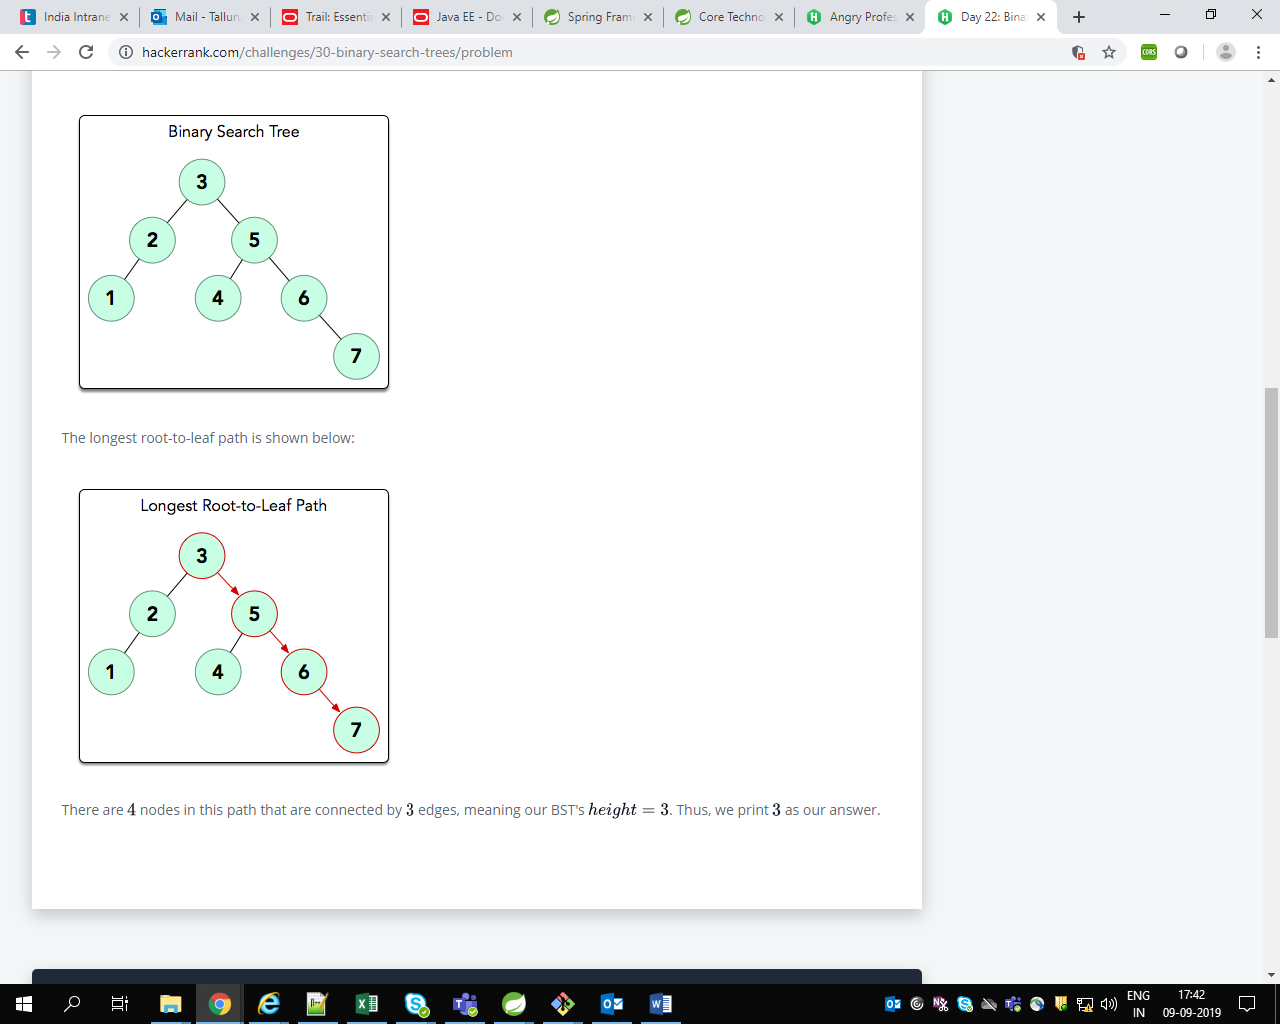 India Intrane
Mail - Tallur
Trail: Essenti
Java EE - Do
Spring Fram
Core Techno
Angry Profes
Day 22: Bina
hackerrank.com/challenges/30-binary-search-trees/problem
CORS
Binary Search Tree
3
2
5
1
4
6
7
The longest root-to-leaf path is shown below:
Longest Root-to-Leaf Path
3
2
5
1
4
6
7
There are 4 nodes in this path that are connected by 3 edges, meaning our BST's height = 3. Thus, we print 3 as our answer.
ENG
IN
17:42
09-09-2019